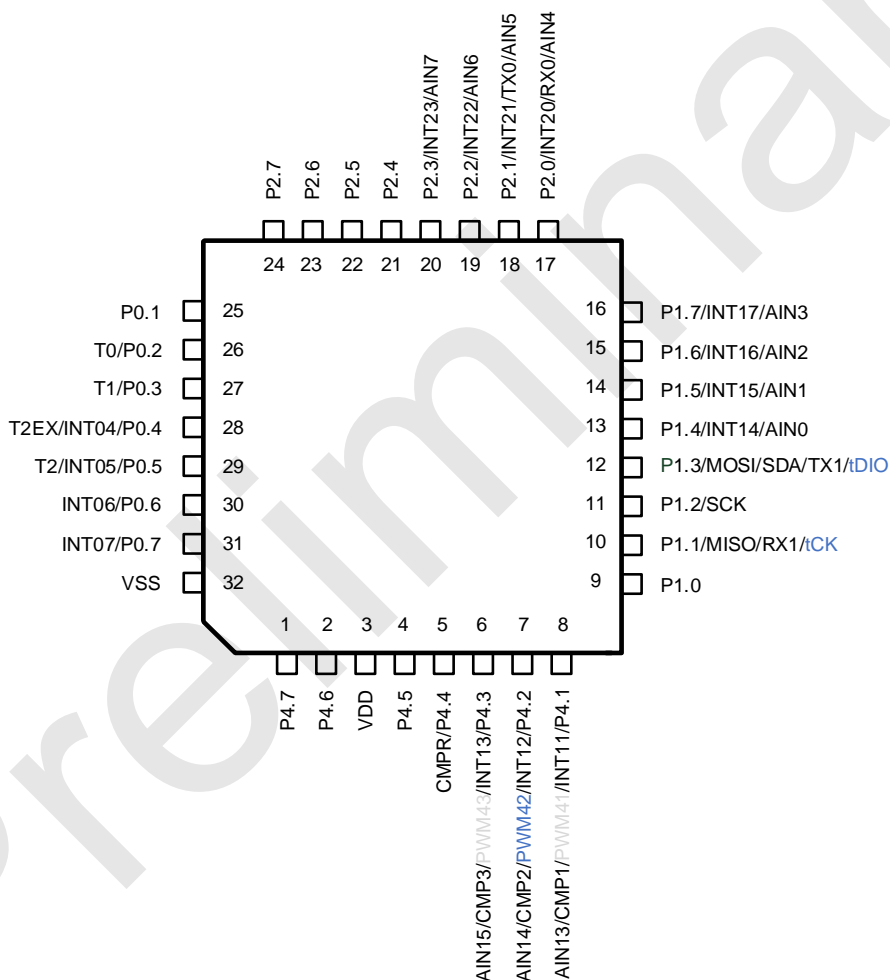 P2.7
P2.6
P2.5
P2.4
P2.3/INT23/AIN7
P2.2/INT22/AIN6
P2.1/INT21/TX0/AIN5
P2.0/INT20/RX0/AIN4
24
23
22
21
20
19
18
17
P0.1
25
T0/P0.2
26
T1/P0.3
27
T2EX/INT04/P0.4
28
T2/INT05/P0.5
29
INT06/P0.6
30
INT07/P0.7
31
VSS
32
16
P1.7/INT17/AIN3
15
P1.6/INT16/AIN2
14
P1.5/INT15/AIN1
13
P1.4/INT14/AIN0
12
P1.3/MOSI/SDA/TX1/tDIO
11
P1.2/SCK
10
P1.1/MISO/RX1/tCK
9
P1.0
1
2
3
4
5
6
7
8
P4.7
P4.6
VDD
P4.5
CMPR/P4.4
AIN15/CMP3/PWM43/INT13/P4.3
AIN14/CMP2/PWM42/INT12/P4.2
AIN13/CMP1/PWM41/INT11/P4.1